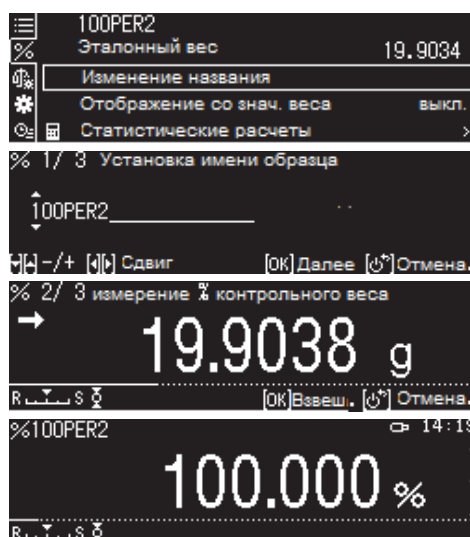 100PER2
% Эталонный вес 19.9034
Изменение названия
Отображение со знач. веса выкл.
Статистические расчеты >
% 1/ 3 Установка имени образца
100PER2
-/+ Сдвиг [OK]Далее Отмена.
% 2/ 3 измерение % контрольного веса
→ 19.9038 g
R S [OK]Взвеш. Отмена.
%100PER2 14:19
100.000 %
R S